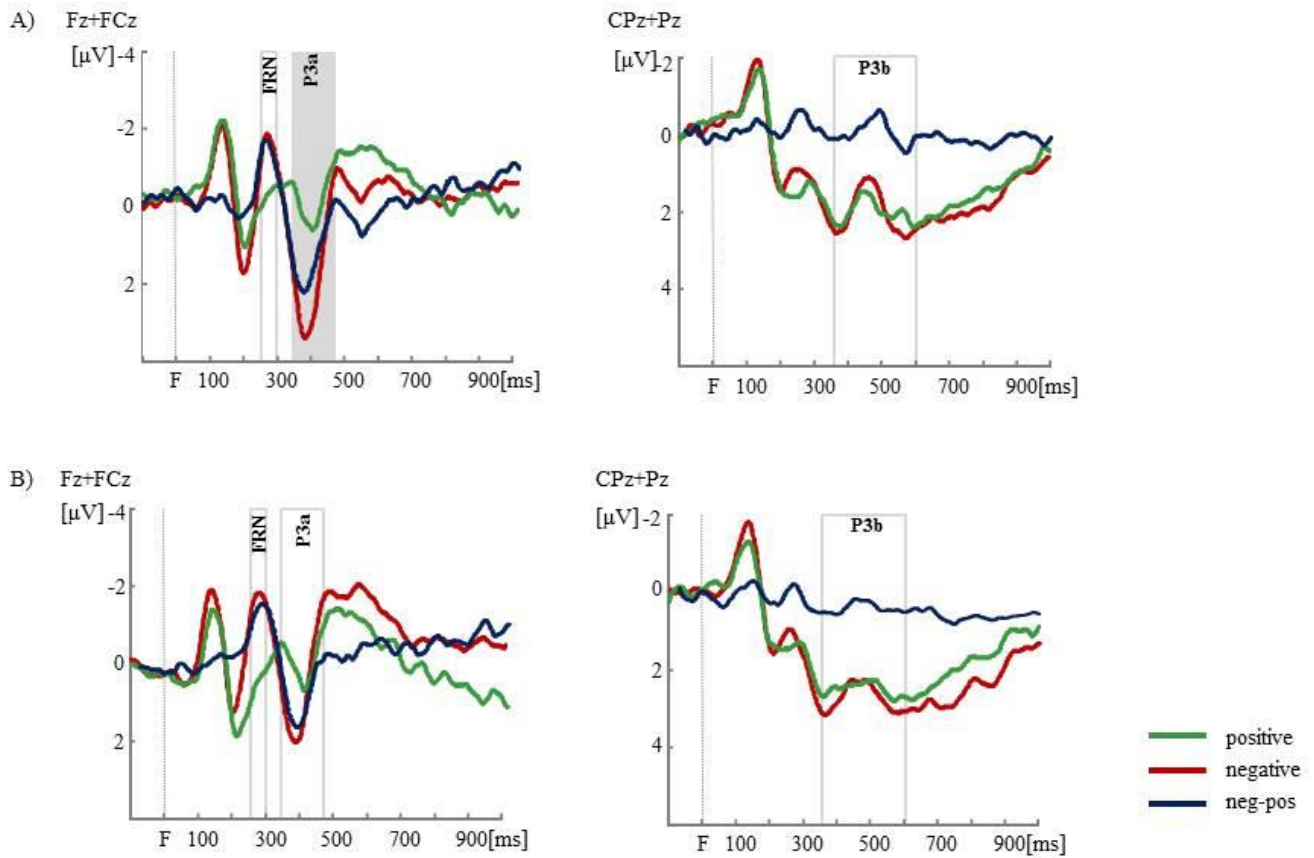 A) Fz+FCz CPz+Pz
[µV] -4 [µV] -2
FRN P3a P3b
-2
0 0
2 2
4
F 100 300 500 700 900[ms] F 100 300 500 700 900[ms]
B) Fz+FCz CPz+Pz
[µV] -4 [µV] -2
FRN P3a P3b
-2
0 0
2 2
4
F 100 300 500 700 900[ms] F 100 300 500 700 900[ms]
positive
negative
neg-pos